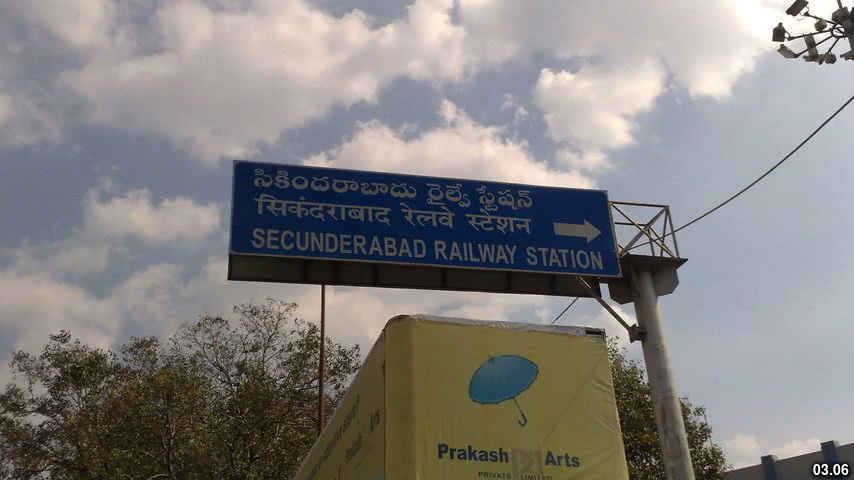 సికిందరాబాదు రైల్వే స్టేషన్
सिकंदराबाद रेलवे स्टेशन
SECUNDERABAD RAILWAY STATION
Prakash Arts
PRIVATE LIMITED
03.06